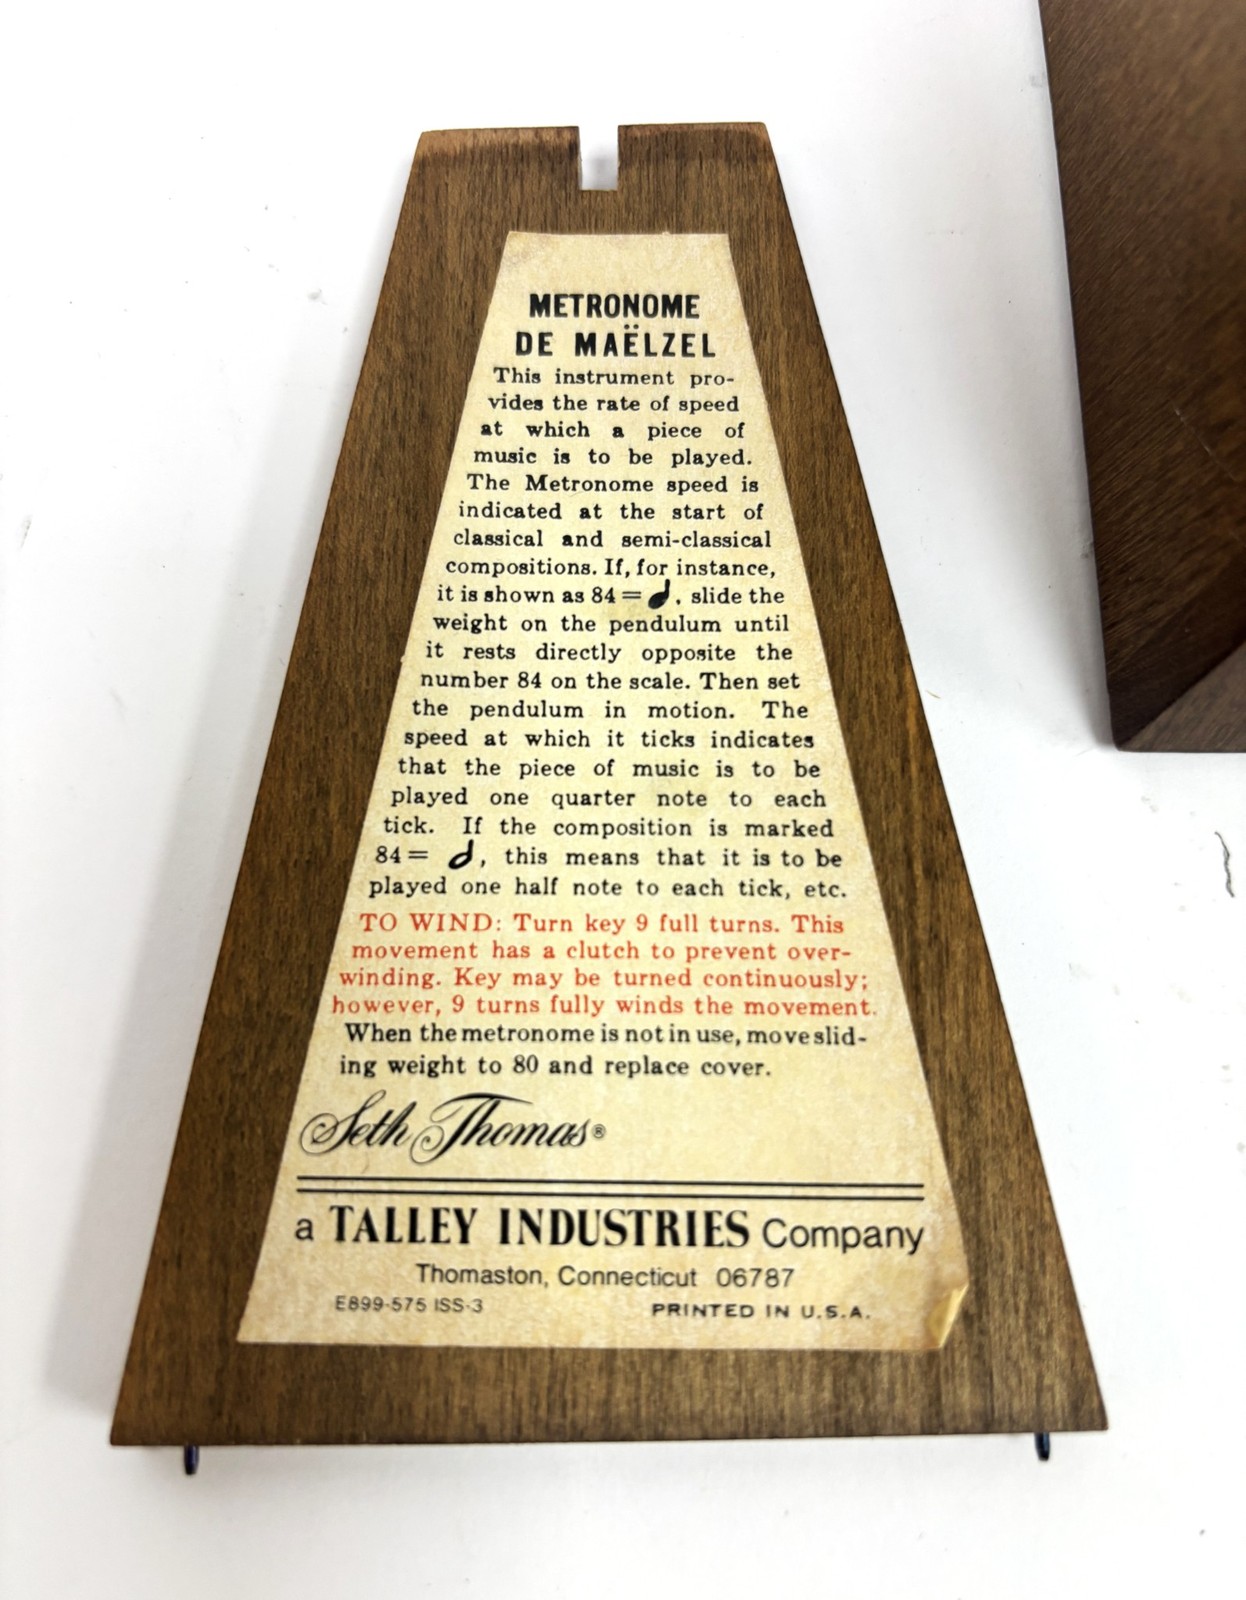 METRONOME
DE MAËLZEL
This instrument pro-
vides the rate of speed
at which a piece of
music is to be played.
The Metronome speed is
indicated at the start of
classical and semi-classical
compositions. If, for instance,
it is shown as 84 = 𝅘𝅥, slide the
weight on the pendulum until
it rests directly opposite the
number 84 on the scale. Then set
the pendulum in motion. The
speed at which it ticks indicates
that the piece of music is to be
played one quarter note to each
tick. If the composition is marked
84 = 𝅗𝅥, this means that it is to be
played one half note to each tick, etc.
TO WIND: Turn key 9 full turns. This
movement has a clutch to prevent over-
winding. Key may be turned continuously;
however, 9 turns fully winds the movement.
When the metronome is not in use, move slid-
ing weight to 80 and replace cover.
Seth Thomas®
a TALLEY INDUSTRIES Company
Thomaston, Connecticut 06787
E899-575 ISS-3 PRINTED IN U.S.A.